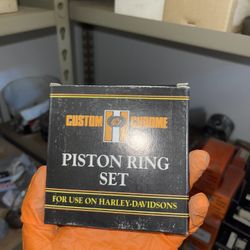 CUSTOM CHROME
PISTON RING
SET
FOR USE ON HARLEY-DAVIDSONS